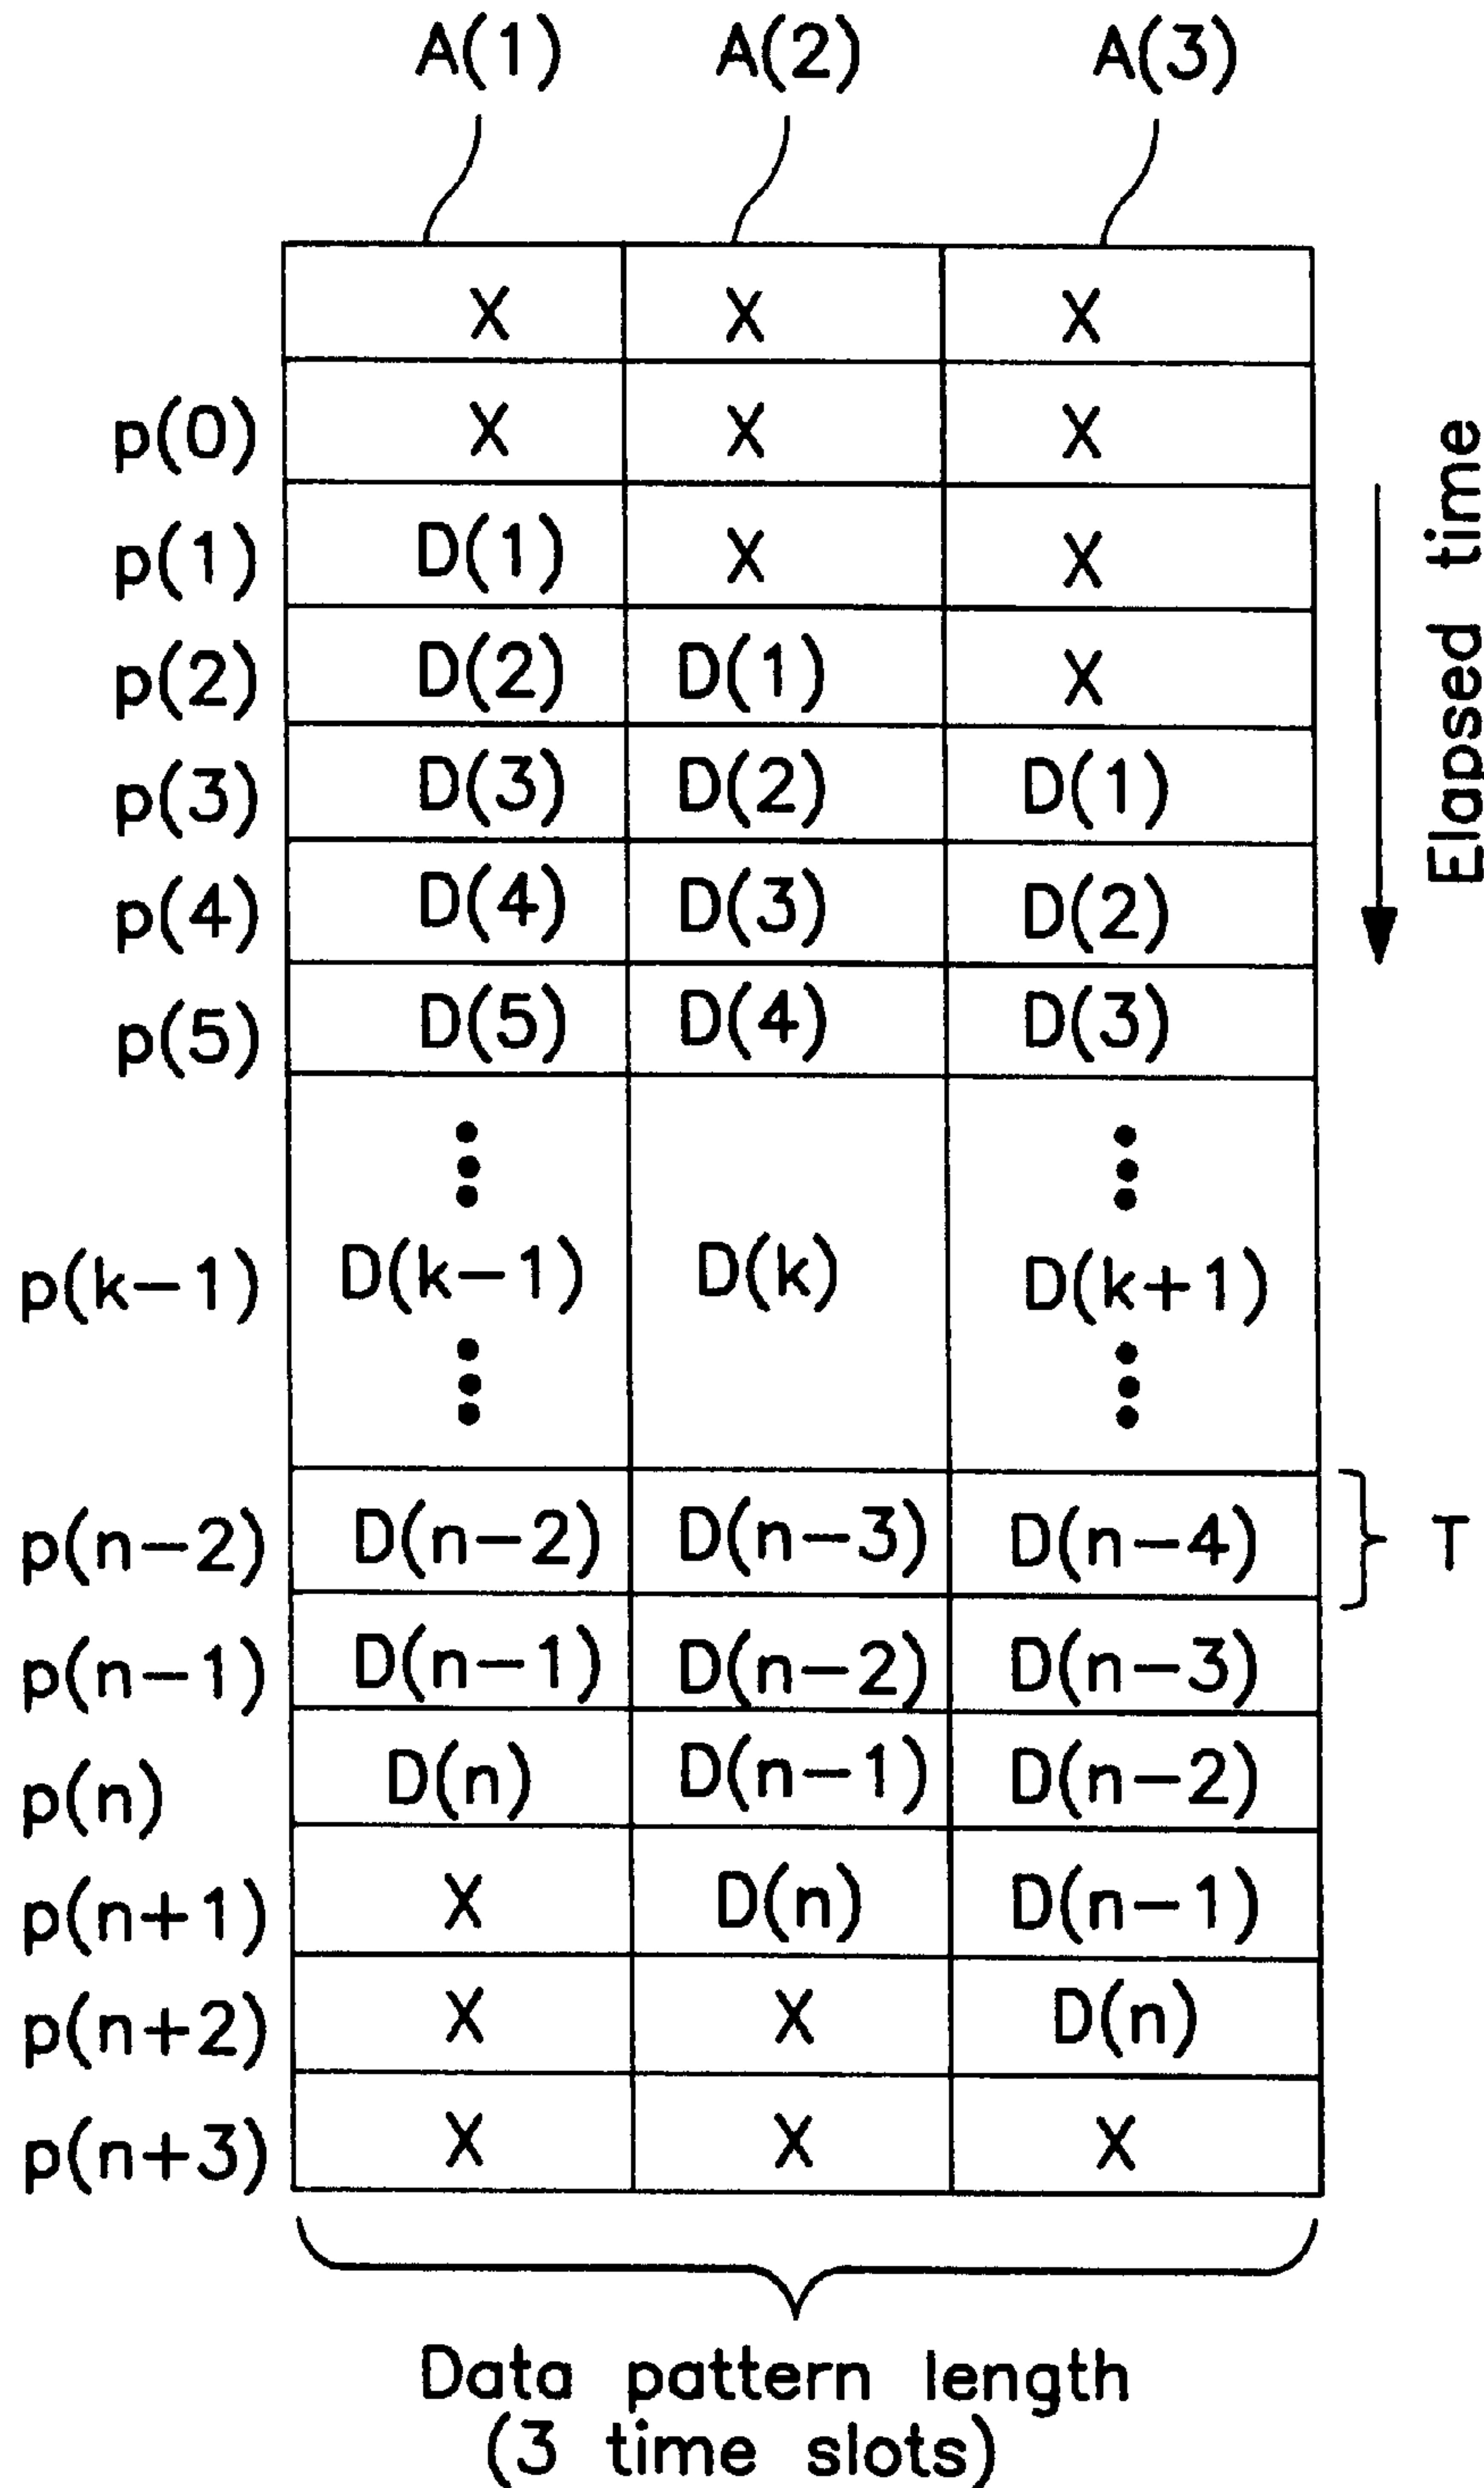 A(1) A(2) A(3)
X X X
p(0) X X X
p(1) D(1) X X
p(2) D(2) D(1) X
p(3) D(3) D(2) D(1)
p(4) D(4) D(3) D(2)
p(5) D(5) D(4) D(3)
Elapsed time
p(k-1) D(k-1) D(k) D(k+1)
p(n-2) D(n-2) D(n-3) D(n-4) T
p(n-1) D(n-1) D(n-2) D(n-3)
p(n) D(n) D(n-1) D(n-2)
p(n+1) X D(n) D(n-1)
p(n+2) X X D(n)
p(n+3) X X X
Data pattern length
(3 time slots)